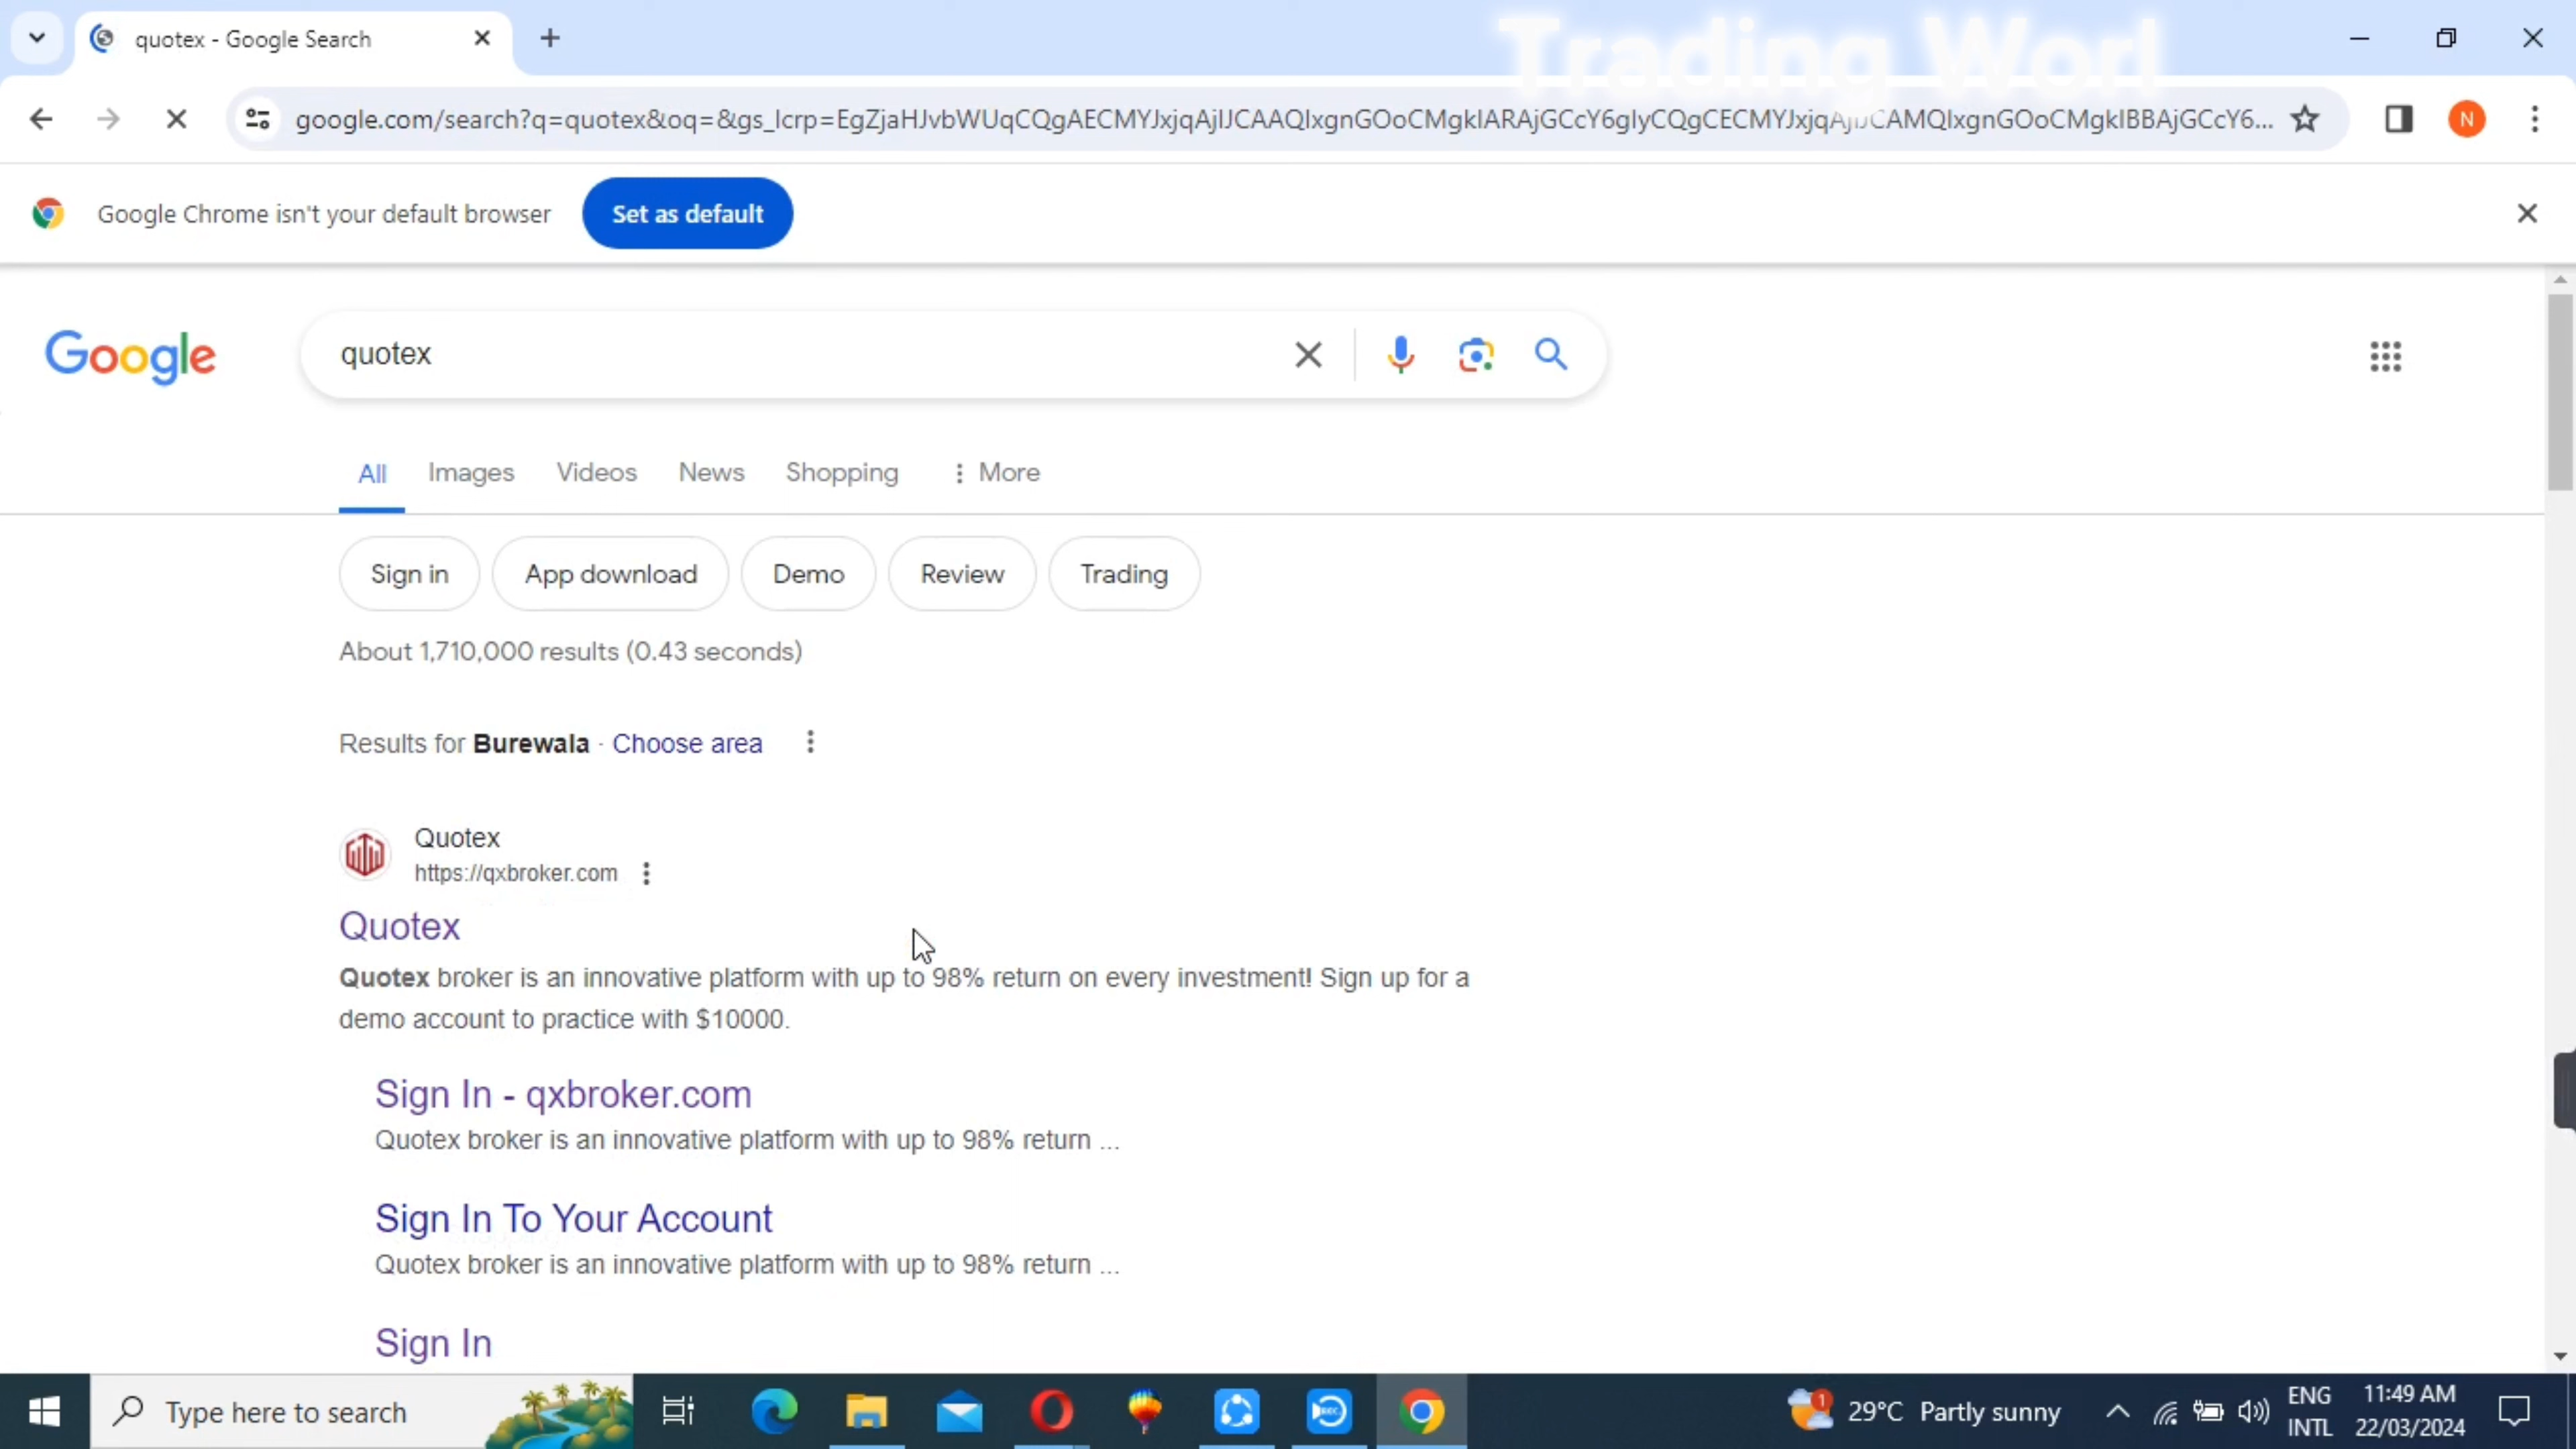 quotex - Google Search
Trading Worl
google.com/search?q=quotex&oq=&gs_lcrp=
Google Chrome isn't your default browser
Set as default
Google
quotex
All Images Videos News Shopping More
Sign in App download Demo Review Trading
About 1,710,000 results (0.43 seconds)
Results for Burewala · Choose area
Quotex
https://qxbroker.com
Quotex
Quotex broker is an innovative platform with up to 98% return on every investment! Sign up for a
demo account to practice with $10000.
Sign In - qxbroker.com
Quotex broker is an innovative platform with up to 98% return ...
Sign In To Your Account
Quotex broker is an innovative platform with up to 98% return ...
Sign In
Type here to search
REC
1
29°C Partly sunny
ENG
INTL
11:49 AM
22/03/2024
N